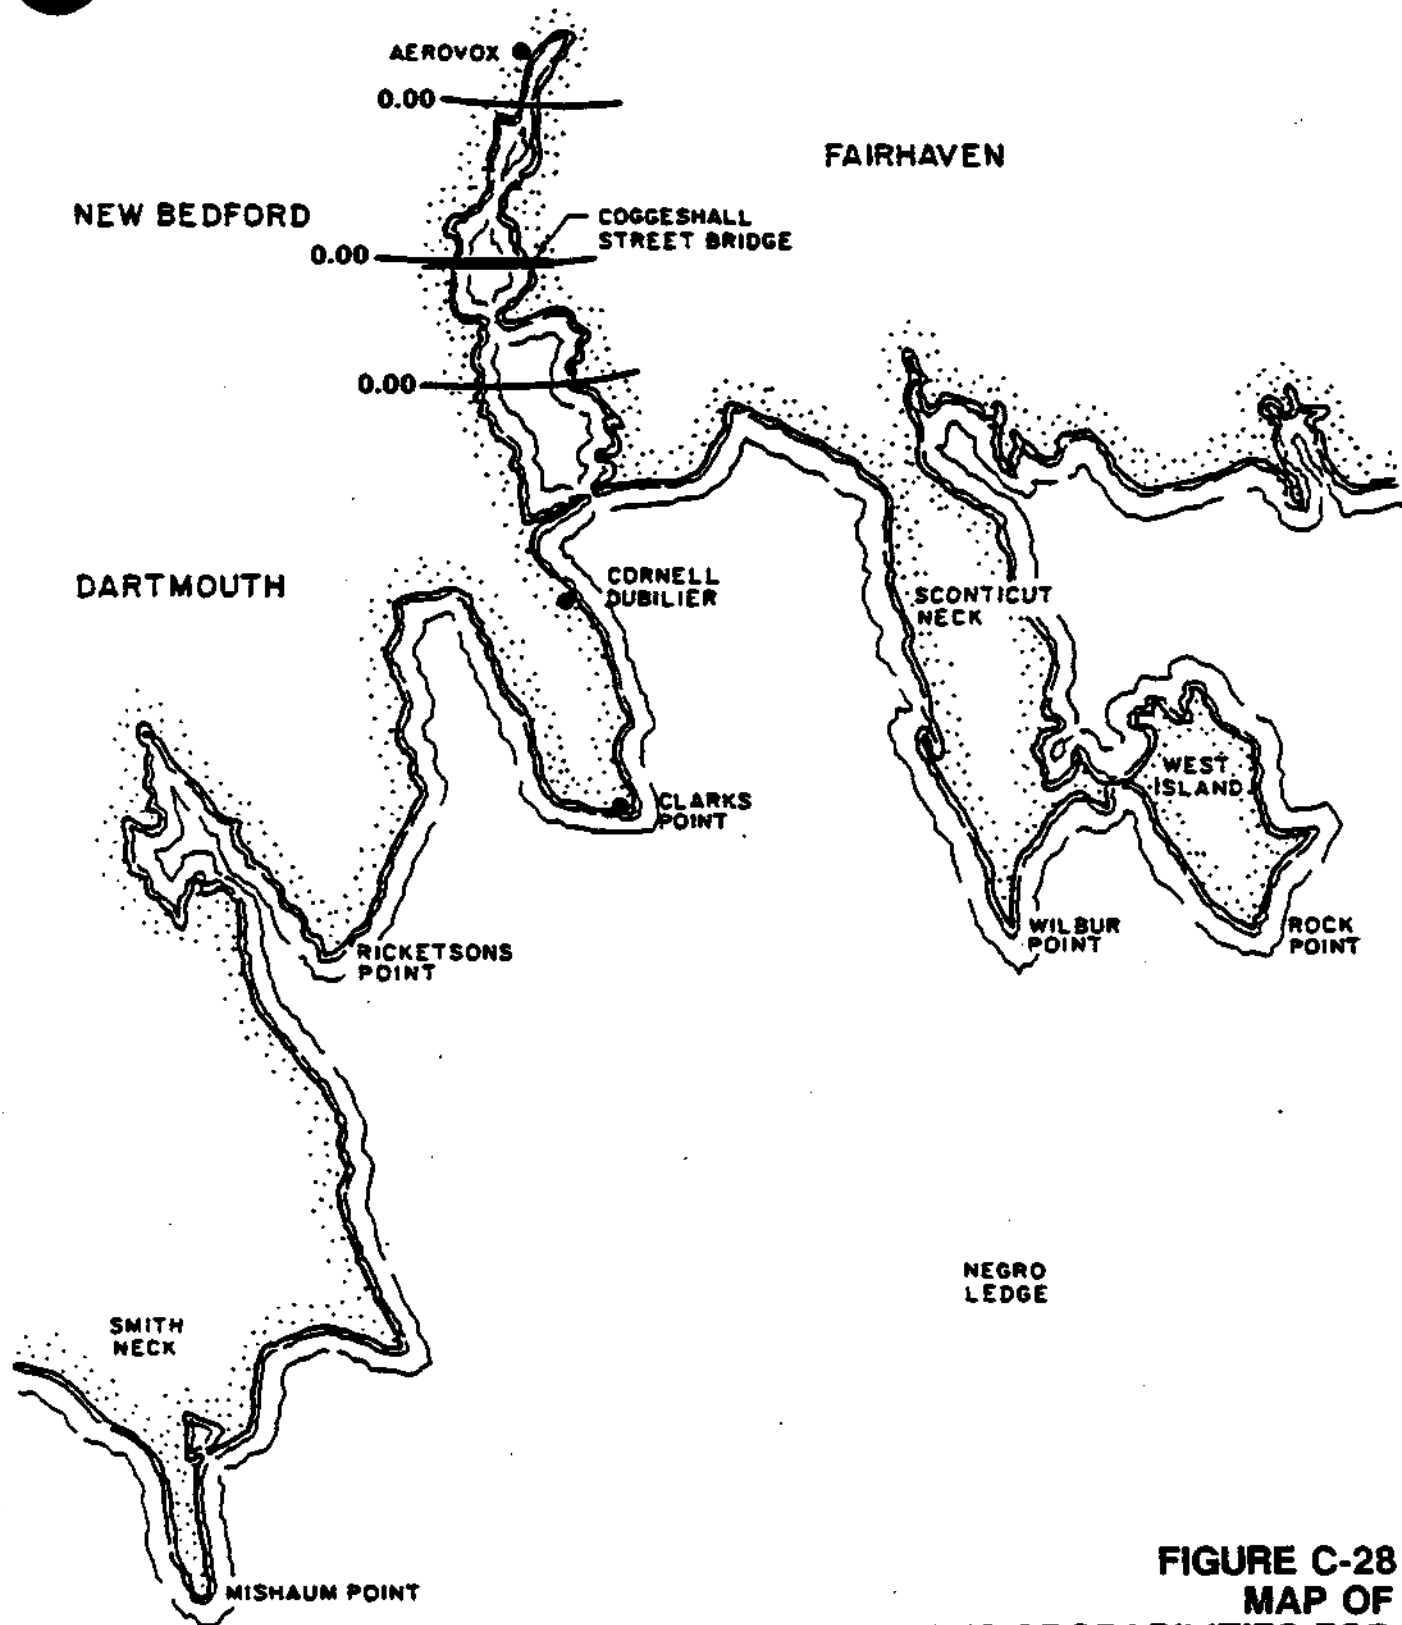 AEROVOX
0.00
FAIRHAVEN
NEW BEDFORD
COGGESHALL
STREET BRIDGE
0.00
0.00
CORNELL
DUBILIER
DARTMOUTH
SCONTICUT
NECK
WEST
ISLAND
CLARKS
POINT
WILBUR
POINT
ROCK
POINT
RICKETSONS
POINT
NEGRO
LEDGE
SMITH
NECK
MISHAUM POINT
FIGURE C-28
MAP OF